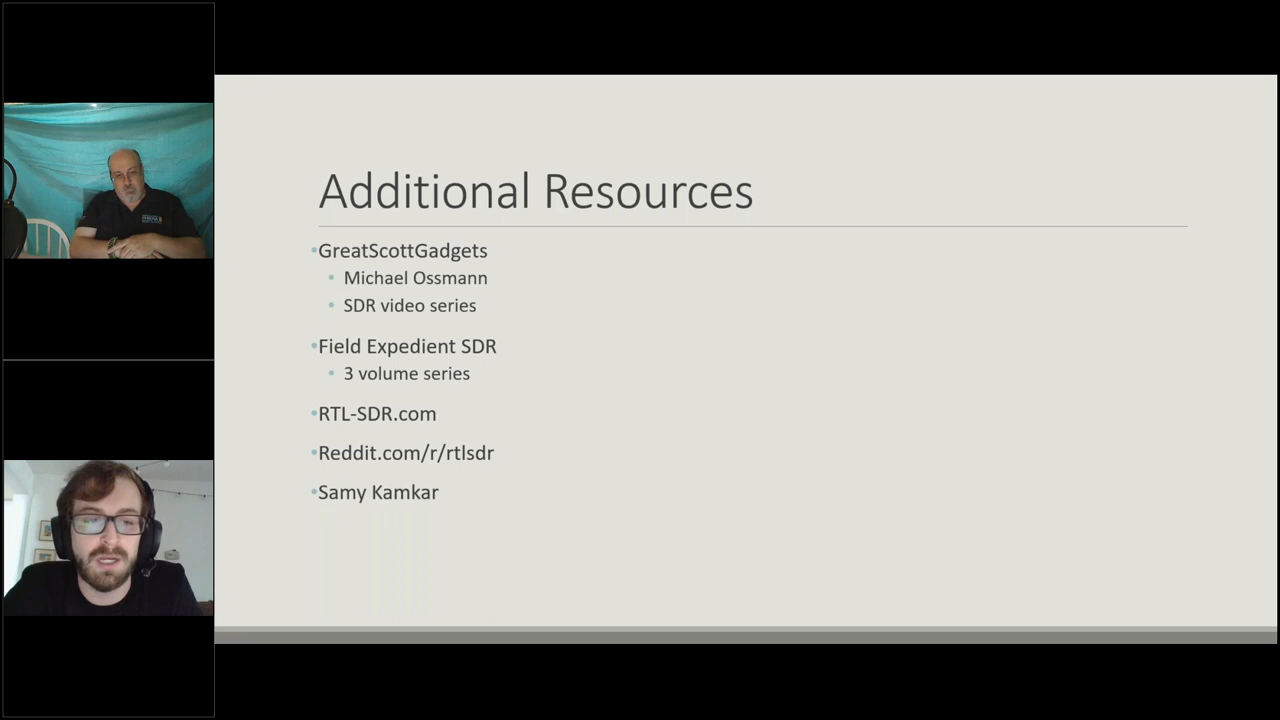 Additional Resources
•GreatScottGadgets
• Michael Ossmann
• SDR video series
•Field Expedient SDR
• 3 volume series
•RTL-SDR.com
•Reddit.com/r/rtlsdr
•Samy Kamkar